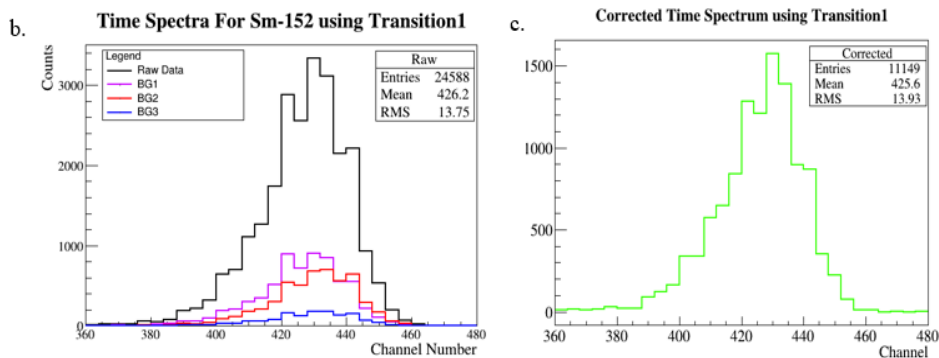 b.
Time Spectra For Sm-152 using Transition1
Counts
Legend
Raw Data
BG1
BG2
BG3
Raw
Entries 24588
Mean 426.2
RMS 13.75
3000
2000
1000
0
360 380 400 420 440 460 480
Channel Number
c.
Corrected Time Spectrum using Transition1
Corrected
Entries 11149
Mean 425.6
RMS 13.93
1500
1000
500
0
360 380 400 420 440 460 480
Channel